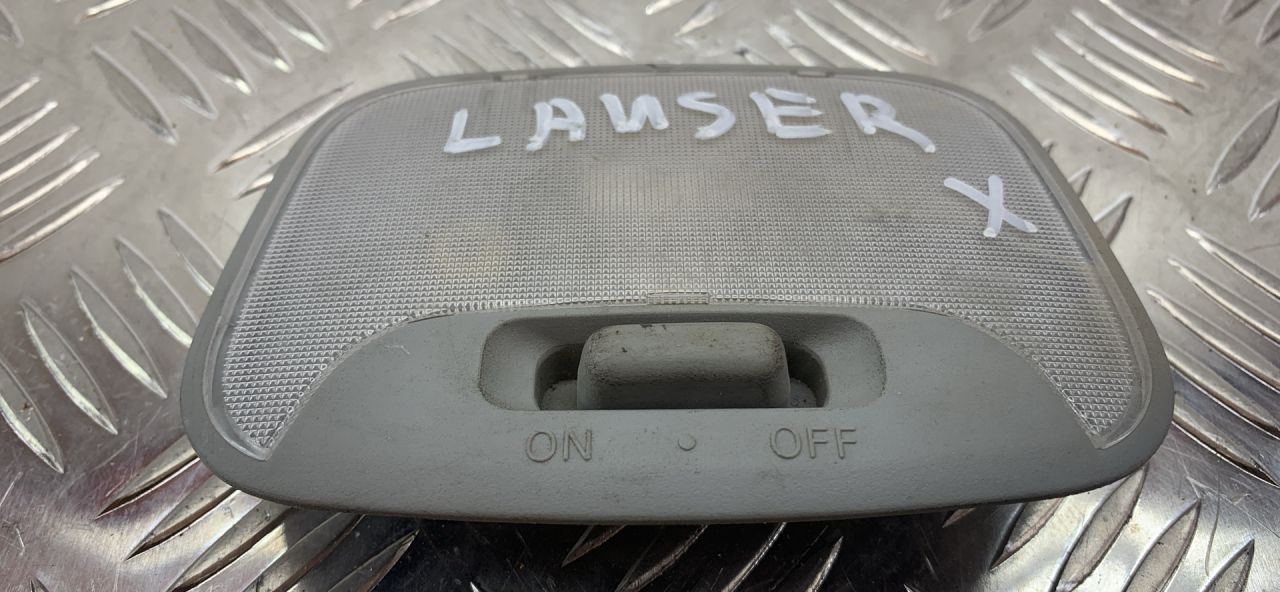 LANSER
X
ON • OFF